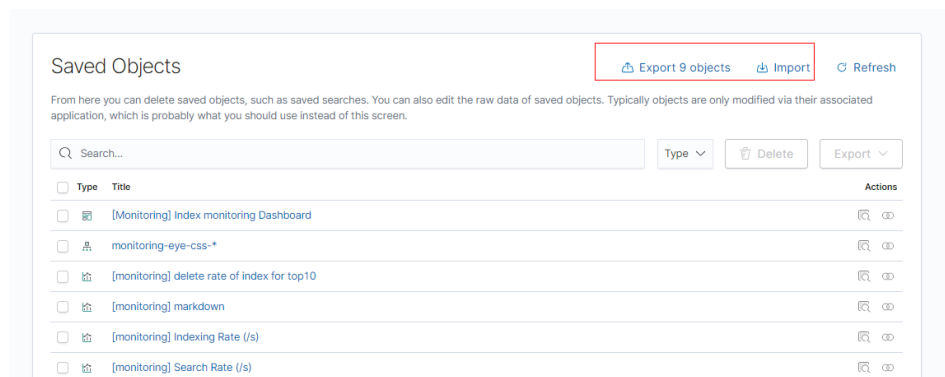 Saved Objects
Export 9 objects Import Refresh
From here you can delete saved objects, such as saved searches. You can also edit the raw data of saved objects. Typically objects are only modified via their associated
application, which is probably what you should use instead of this screen.
Search... Type Delete Export
Type Title Actions
[Monitoring] Index monitoring Dashboard
monitoring-eye-css-*
[monitoring] delete rate of index for top10
[monitoring] markdown
[monitoring] Indexing Rate (/s)
[monitoring] Search Rate (/s)